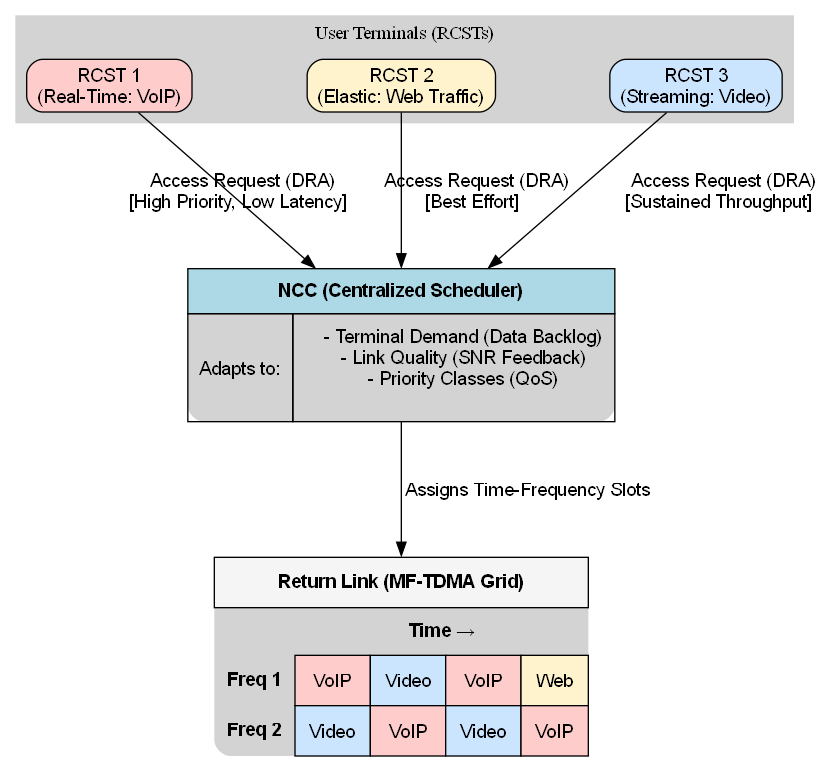 User Terminals (RCSTs)
RCST 1
(Real-Time: VoIP)
RCST 2
(Elastic: Web Traffic)
RCST 3
(Streaming: Video)
Access Request (DRA)
[High Priority, Low Latency]
Access Request (DRA)
[Best Effort]
Access Request (DRA)
[Sustained Throughput]
NCC (Centralized Scheduler)
Adapts to:
- Terminal Demand (Data Backlog)
- Link Quality (SNR Feedback)
- Priority Classes (QoS)
Assigns Time-Frequency Slots
Return Link (MF-TDMA Grid)
Time →
Freq 1 VoIP Video VoIP Web
Freq 2 Video VoIP Video VoIP